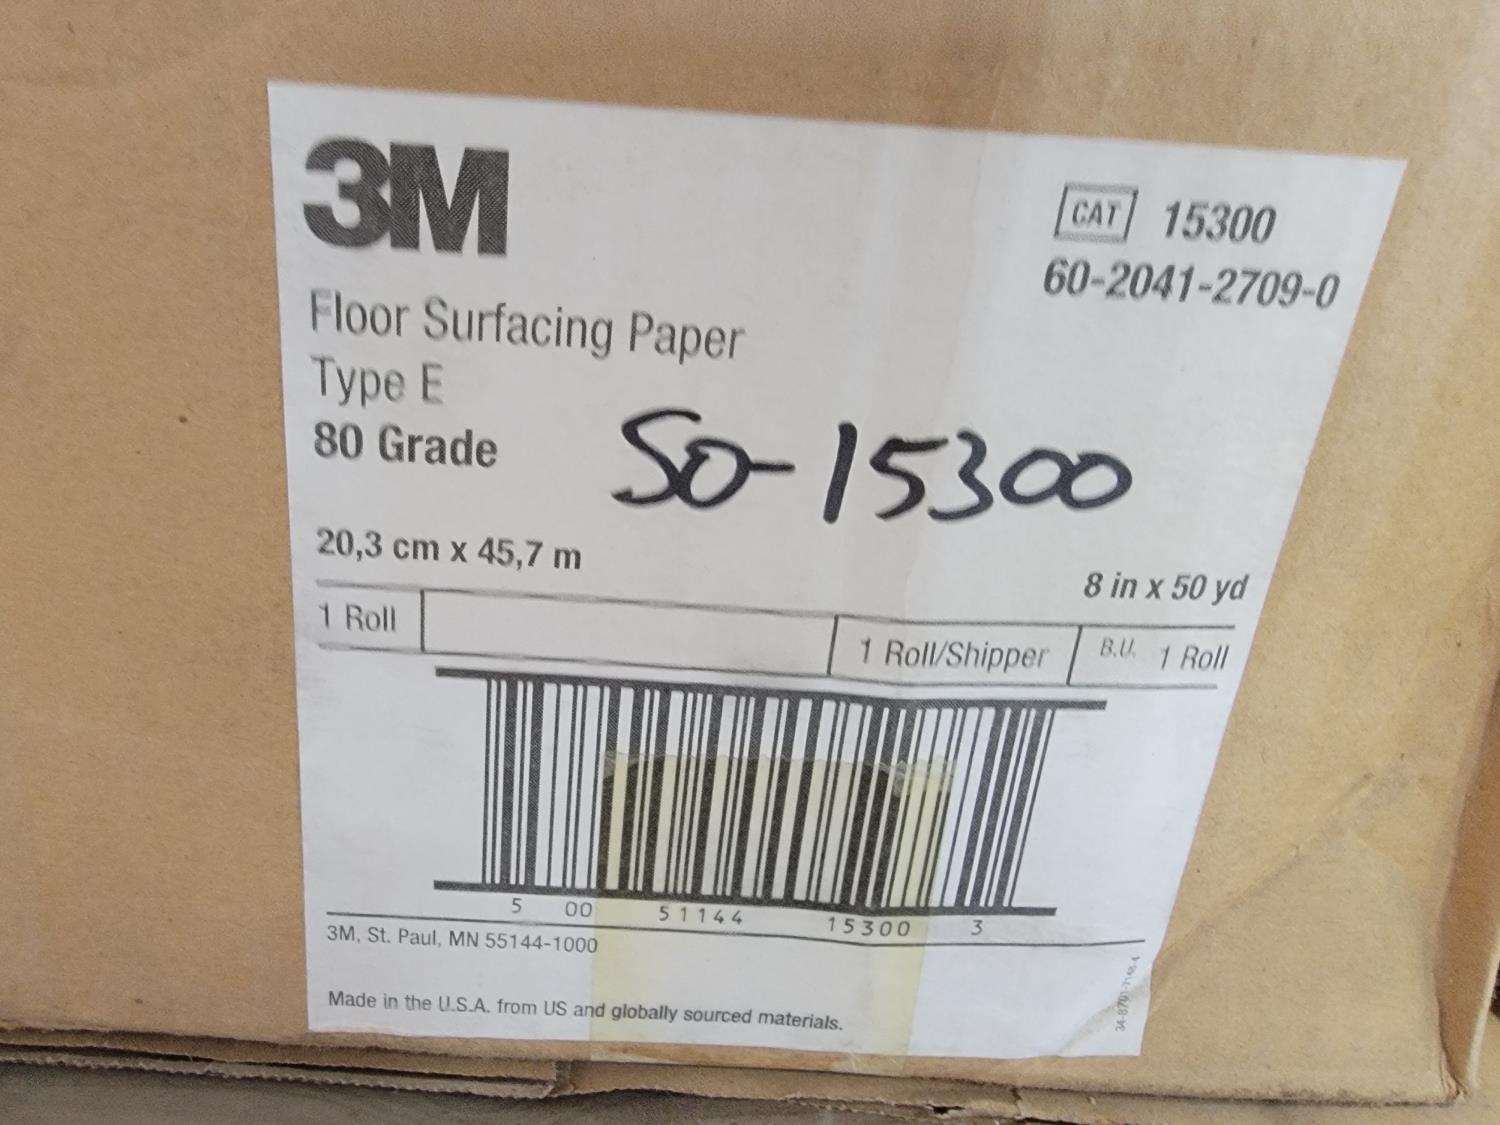 3M
CAT 15300
60-2041-2709-0
Floor Surfacing Paper
Type E
80 Grade
SO-15300
20,3 cm x 45,7 m
8 in x 50 yd
1 Roll
1 Roll/Shipper
B.U. 1 Roll
5 00 51144 15300 3
3M, St. Paul, MN 55144-1000
Made in the U.S.A. from US and globally sourced materials.